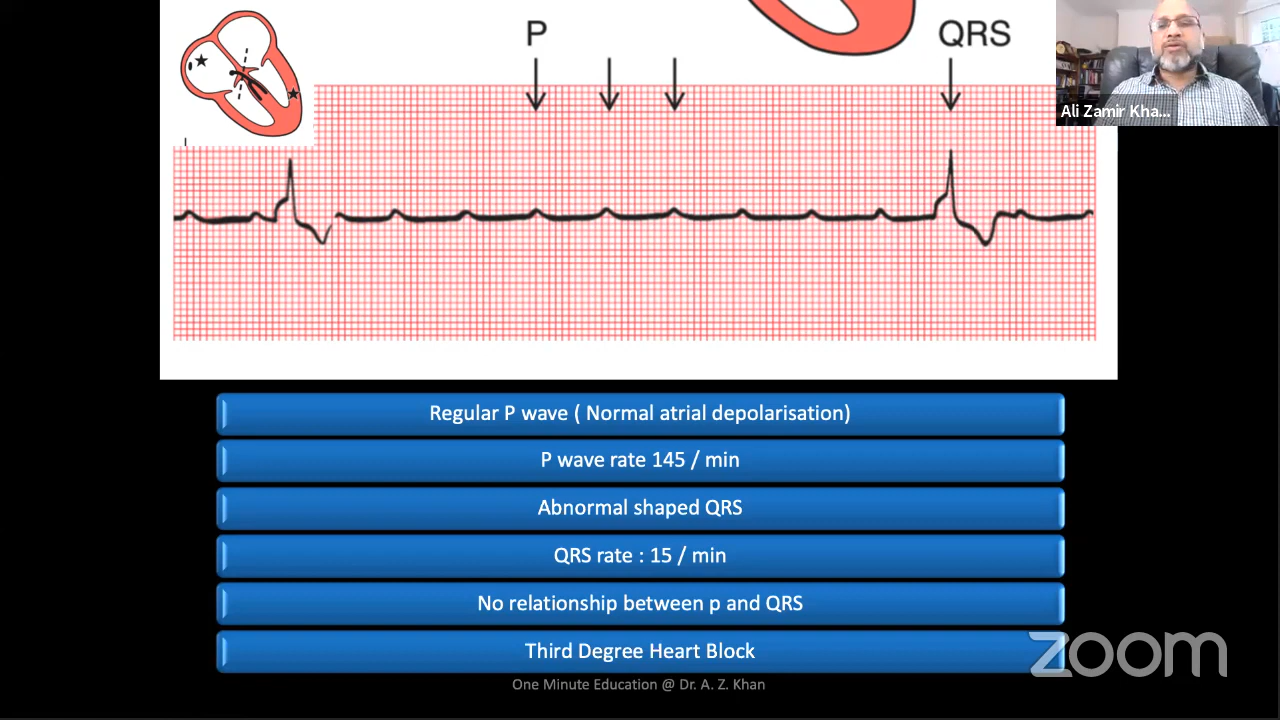 P
QRS
Ali Zamir Kha...
Regular P wave ( Normal atrial depolarisation)
P wave rate 145 / min
Abnormal shaped QRS
QRS rate : 15 / min
No relationship between p and QRS
Third Degree Heart Block
zoom
One Minute Education @ Dr. A. Z. Khan